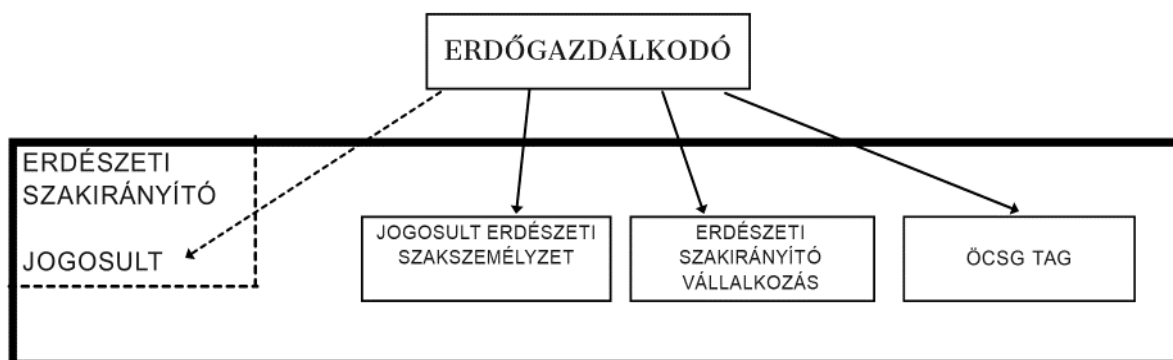 ERDŐGAZDÁLKODÓ
ERDÉSZETI
SZAKIRÁNYÍTÓ
JOGOSULT
JOGOSULT ERDÉSZETI
SZAKSZEMÉLYZET
ERDÉSZETI
SZAKIRÁNYÍTÓ
VÁLLALKOZÁS
ÖCSG TAG